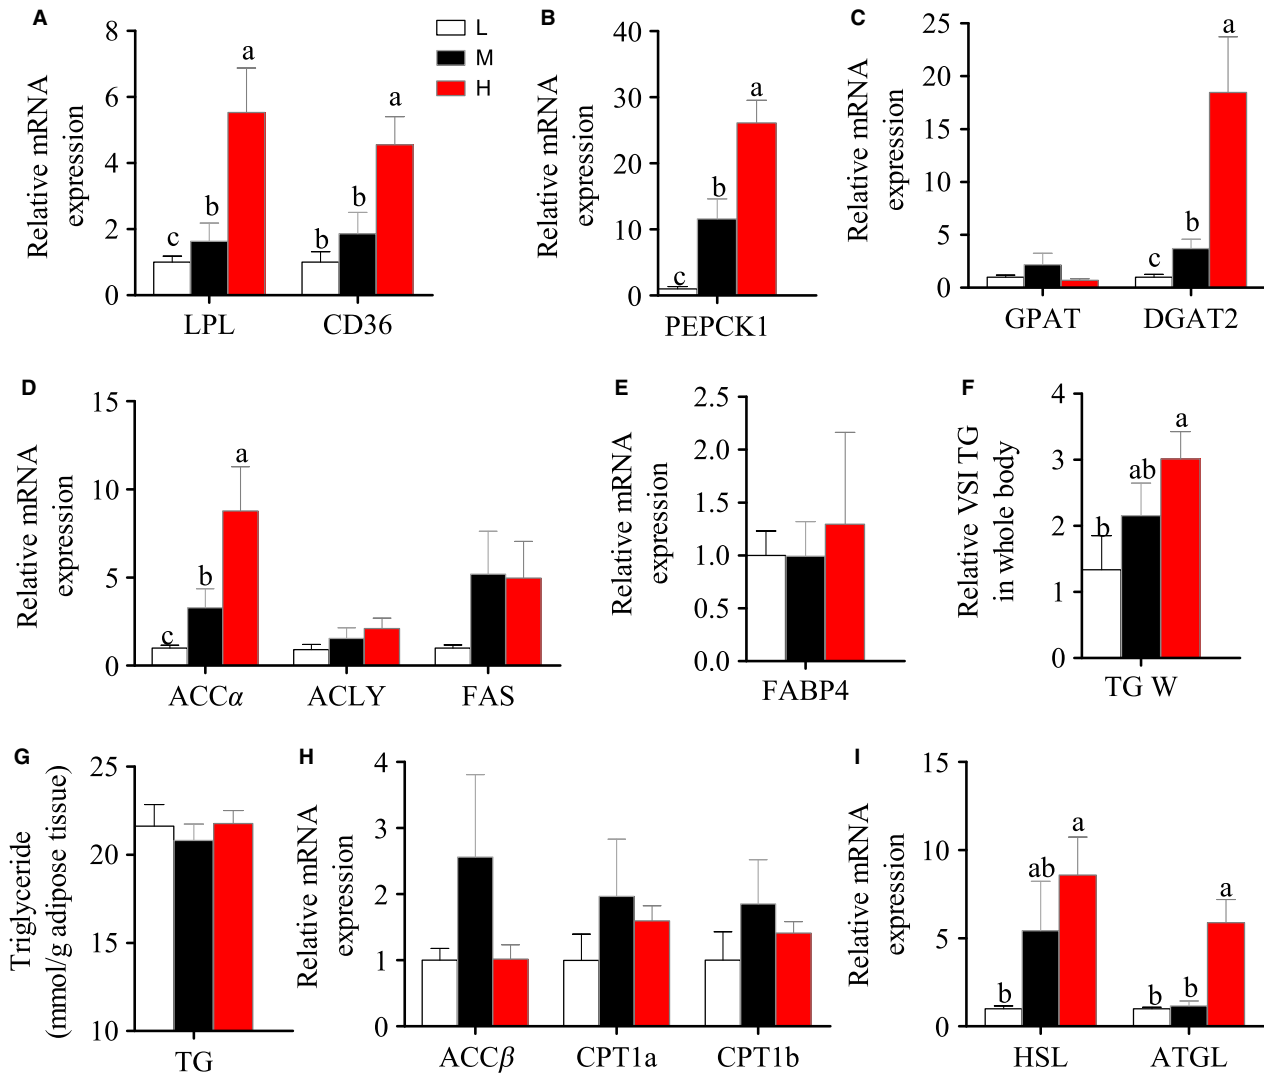 A
Relative mRNA
expression
8
6
4
2
0
c
b
a
b
b
a
LPL
CD36
L
M
H
B
Relative mRNA
expression
40
30
20
10
0
c
b
a
PEPCK1
C
Relative mRNA
expression
25
20
15
10
5
0
c
b
a
GPAT
DGAT2
D
Relative mRNA
expression
15
10
5
0
c
b
a
ACCα
ACLY
FAS
E
Relative mRNA
expression
2.5
2.0
1.5
1.0
0.5
0.0
FABP4
F
Relative VSI TG
in whole body
4
3
2
1
0
b
ab
a
TG W
G
Triglyceride
(mmol/g adipose tissue)
25
20
15
10
TG
H
Relative mRNA
expression
4
3
2
1
0
ACCβ
CPT1a
CPT1b
I
Relative mRNA
expression
15
10
5
0
b
ab
a
b
b
a
HSL
ATGL